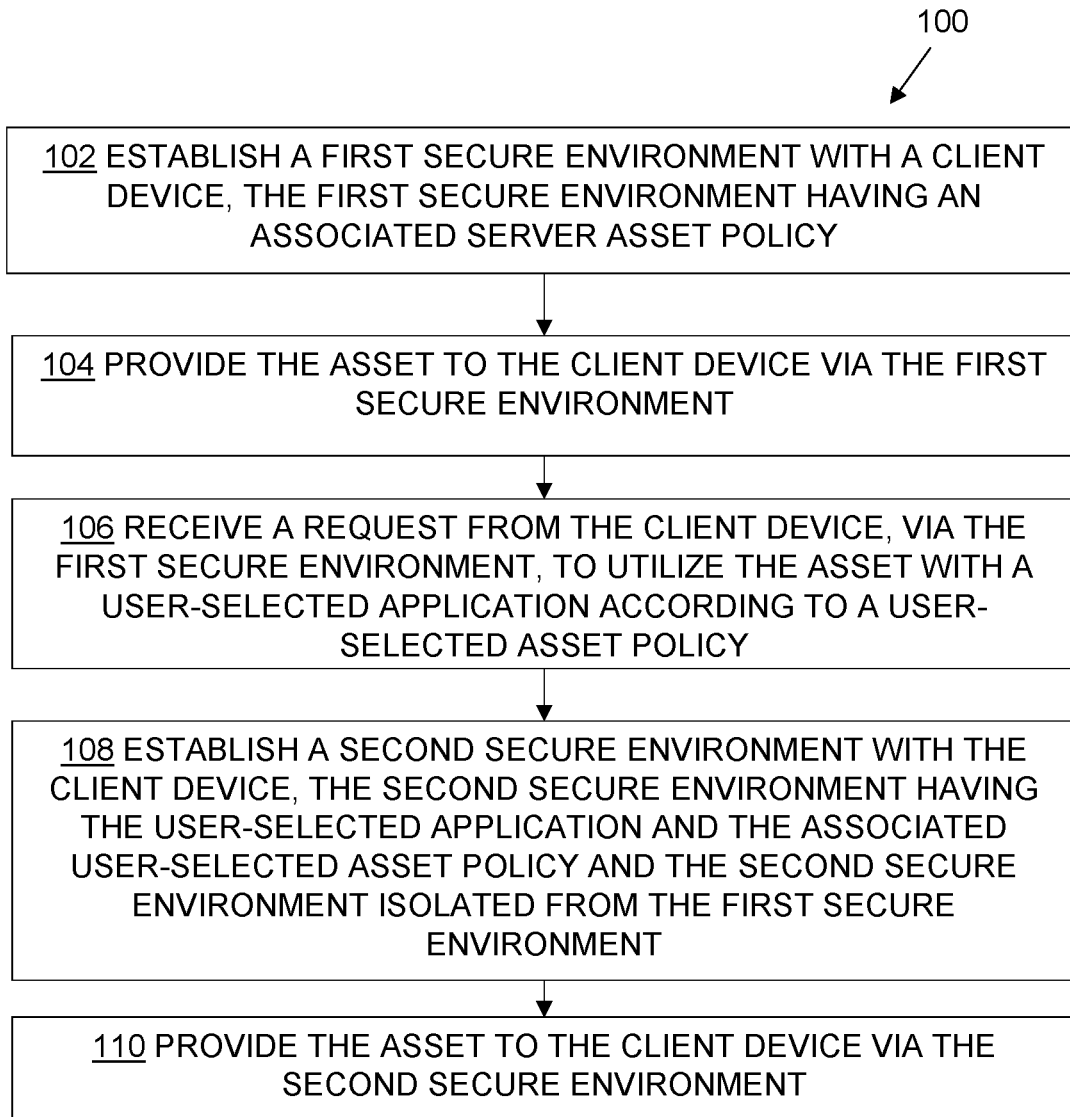 100
102 ESTABLISH A FIRST SECURE ENVIRONMENT WITH A CLIENT
DEVICE, THE FIRST SECURE ENVIRONMENT HAVING AN
ASSOCIATED SERVER ASSET POLICY
104 PROVIDE THE ASSET TO THE CLIENT DEVICE VIA THE FIRST
SECURE ENVIRONMENT
106 RECEIVE A REQUEST FROM THE CLIENT DEVICE, VIA THE
FIRST SECURE ENVIRONMENT, TO UTILIZE THE ASSET WITH A
USER-SELECTED APPLICATION ACCORDING TO A USER-
SELECTED ASSET POLICY
108 ESTABLISH A SECOND SECURE ENVIRONMENT WITH THE
CLIENT DEVICE, THE SECOND SECURE ENVIRONMENT HAVING
THE USER-SELECTED APPLICATION AND THE ASSOCIATED
USER-SELECTED ASSET POLICY AND THE SECOND SECURE
ENVIRONMENT ISOLATED FROM THE FIRST SECURE
ENVIRONMENT
110 PROVIDE THE ASSET TO THE CLIENT DEVICE VIA THE
SECOND SECURE ENVIRONMENT